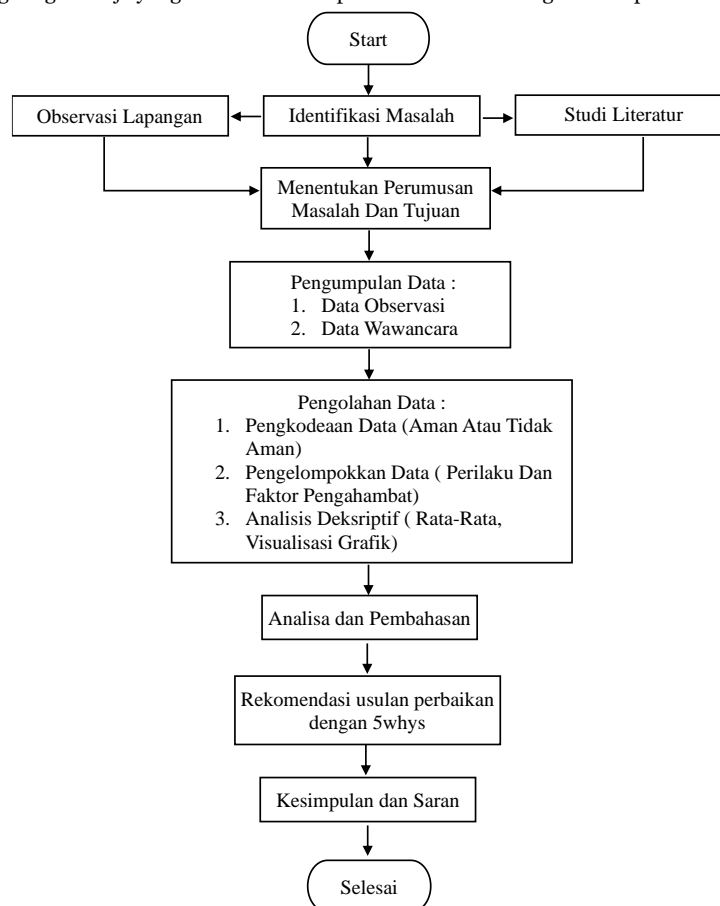 Start
Observasi Lapangan
Identifikasi Masalah
Studi Literatur
Menentukan Perumusan
Masalah Dan Tujuan
Pengumpulan Data :
1. Data Observasi
2. Data Wawancara
Pengolahan Data :
1. Pengkodeaan Data (Aman Atau Tidak
Aman)
2. Pengelompokkan Data ( Perilaku Dan
Faktor Pengahambat)
3. Analisis Deksriptif ( Rata-Rata,
Visualisasi Grafik)
Analisa dan Pembahasan
Rekomendasi usulan perbaikan
dengan 5whys
Kesimpulan dan Saran
Selesai